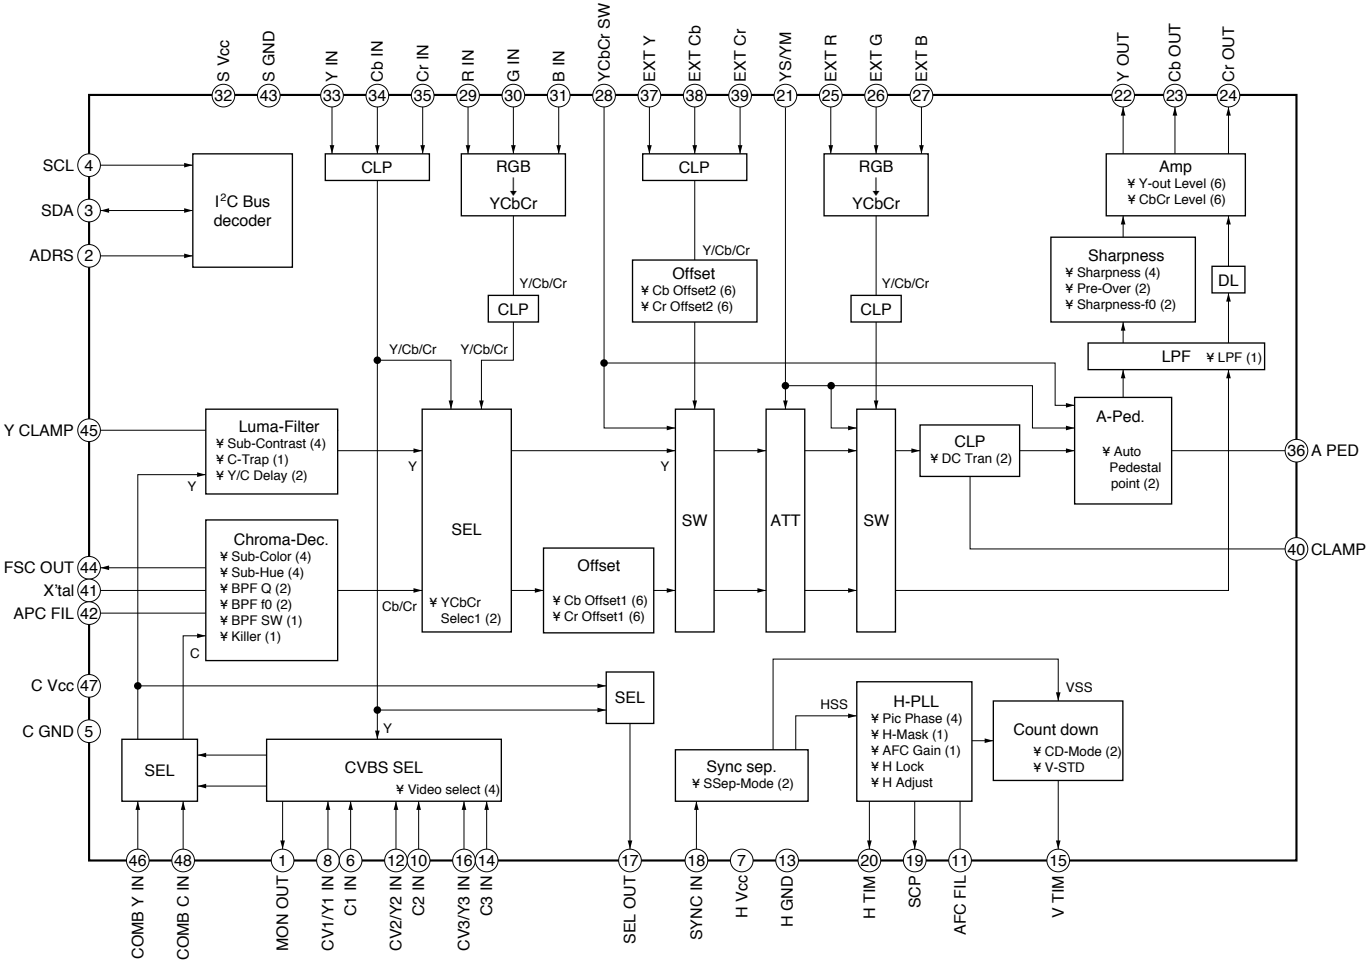 S Vcc
S GND
Y IN
Cb IN
Cr IN
R IN
G IN
B IN
YCbCr SW
EXT Y
EXT Cb
EXT Cr
YS/YM
EXT R
EXT G
EXT B
Y OUT
Cb OUT
Cr OUT
32
43
33
34
35
29
30
31
28
37
38
39
21
25
26
27
22
23
24
SCL
4
SDA
3
ADRS
2
I²C Bus
decoder
CLP
RGB
YCbCr
Y/Cb/Cr
CLP
CLP
Y/Cb/Cr
Offset
¥ Cb Offset2 (6)
¥ Cr Offset2 (6)
RGB
YCbCr
Y/Cb/Cr
CLP
Amp
¥ Y-out Level (6)
¥ CbCr Level (6)
Sharpness
¥ Sharpness (4)
¥ Pre-Over (2)
¥ Sharpness-f0 (2)
DL
LPF ¥ LPF (1)
Y/Cb/Cr
Y/Cb/Cr
Y CLAMP
45
Luma-Filter
¥ Sub-Contrast (4)
¥ C-Trap (1)
¥ Y/C Delay (2)
Y
Y
Y
SEL
¥ YCbCr
Selec1 (2)
SW
ATT
SW
CLP
¥ DC Tran (2)
A-Ped.
¥ Auto
Pedestal
point (2)
36
A PED
40
CLAMP
FSC OUT
44
X'tal
41
APC FIL
42
Chroma-Dec.
¥ Sub-Color (4)
¥ Sub-Hue (4)
¥ BPF Q (2)
¥ BPF f0 (2)
¥ BPF SW (1)
¥ Killer (1)
C
Cb/Cr
Offset
¥ Cb Offset1 (6)
¥ Cr Offset1 (6)
C Vcc
47
C GND
5
SEL
Y
SEL
CVBS SEL
¥ Video select (4)
Sync sep.
¥ SSep-Mode (2)
HSS
H-PLL
¥ Pic Phase (4)
¥ H-Mask (1)
¥ AFC Gain (1)
¥ H Lock
¥ H Adjust
VSS
Count down
¥ CD-Mode (2)
¥ V-STD
46
48
1
8
6
12
10
16
14
17
18
7
13
20
19
11
15
COMB Y IN
COMB C IN
MON OUT
CV1/Y1 IN
C1 IN
CV2/Y2 IN
C2 IN
CV3/Y3 IN
C3 IN
SEL OUT
SYNC IN
H Vcc
H GND
H TIM
SCP
AFC FIL
V TIM